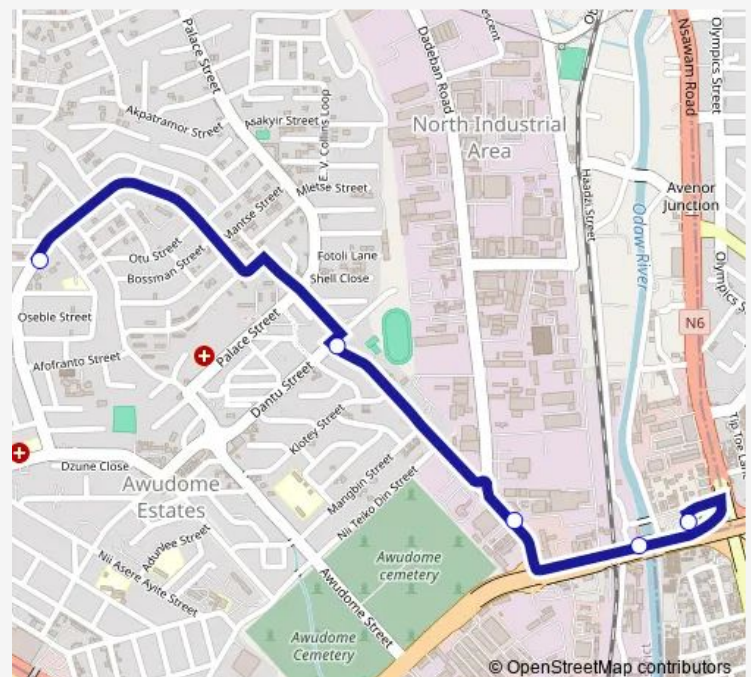 Palace Street
Dadeban Road
escent
Nsawam Road
Olympics Street
Akpatramor Street
Asakyir Street
E.V. Collins Loop
North Industrial
Area
Mletse Street
Haadzi Street
Avenor
Junction
Mantse Street
Otu Street
Bossman Street
Fotoli Lane
Shell Close
Odaw River
Olympics S
Oseble Street
Palace Street
N6
Afofranto Street
Dantu Street
Klotey Street
Tip Toe Lane
Dzune Close
Awudome
Estates
Mangbin Street
Nii Teiko Din Street
Adunlee Street
Nii Asere Ayite Street
Awudome
cemetery
Awudome Street
Awudome
Cemetery
© OpenStreetMap contributors